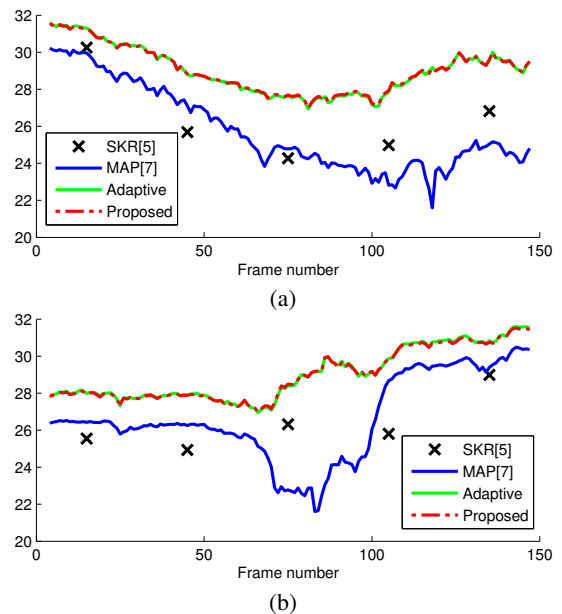 32
30
28
26
24
22
20
SKR[5]
MAP[7]
Adaptive
Proposed
0 50 100 150
Frame number
(a)
32
30
28
26
24
22
20
SKR[5]
MAP[7]
Adaptive
Proposed
0 50 100 150
Frame number
(b)